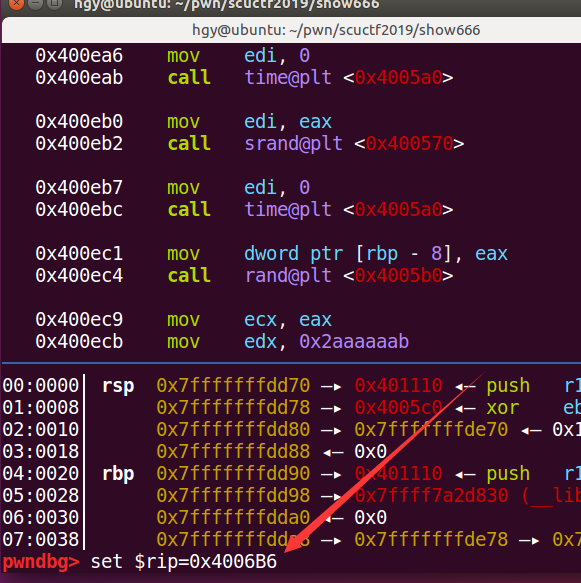 hgy@ubuntu: ~/pwn/scuctf2019/show666
hgy@ubuntu: ~/pwn/scuctf2019/show666
0x400ea6 mov edi, 0
0x400eab call time@plt <0x4005a0>
0x400eb0 mov edi, eax
0x400eb2 call srand@plt <0x400570>
0x400eb7 mov edi, 0
0x400ebc call time@plt <0x4005a0>
0x400ec1 mov dword ptr [rbp - 8], eax
0x400ec4 call rand@plt <0x4005b0>
0x400ec9 mov ecx, eax
0x400ecb mov edx, 0x2aaaaaab
00:0000│ rsp 0x7fffffffdd70 —▸ 0x401110 ◂— push r1
01:0008│ 0x7fffffffdd78 —▸ 0x4005c0 ◂— xor eb
02:0010│ 0x7fffffffdd80 —▸ 0x7fffffffde70 ◂— 0x1
03:0018│ 0x7fffffffdd88 ◂— 0x0
04:0020│ rbp 0x7fffffffdd90 —▸ 0x401110 ◂— push r1
05:0028│ 0x7fffffffdd98 —▸ 0x7ffff7a2d830 (__lib
06:0030│ 0x7fffffffdda0 ◂— 0x0
07:0038│ —▸ 0x7fffffffde78 —▸ 0x7
pwndbg> set $rip=0x4006B6